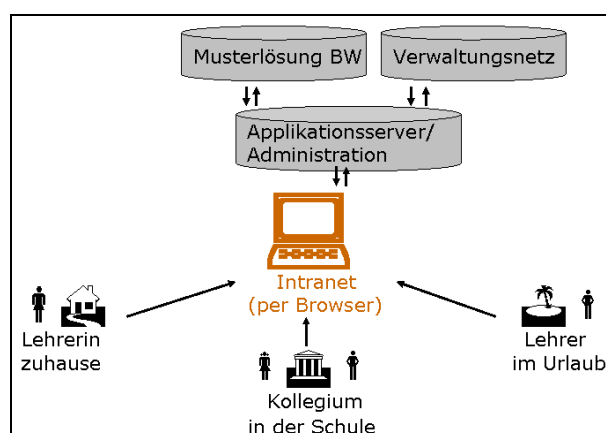 Musterlösung BW
Verwaltungsnetz
Applikationsserver/
Administration
Intranet
(per Browser)
Lehrerin
zuhause
Kollegium
in der Schule
Lehrer
im Urlaub